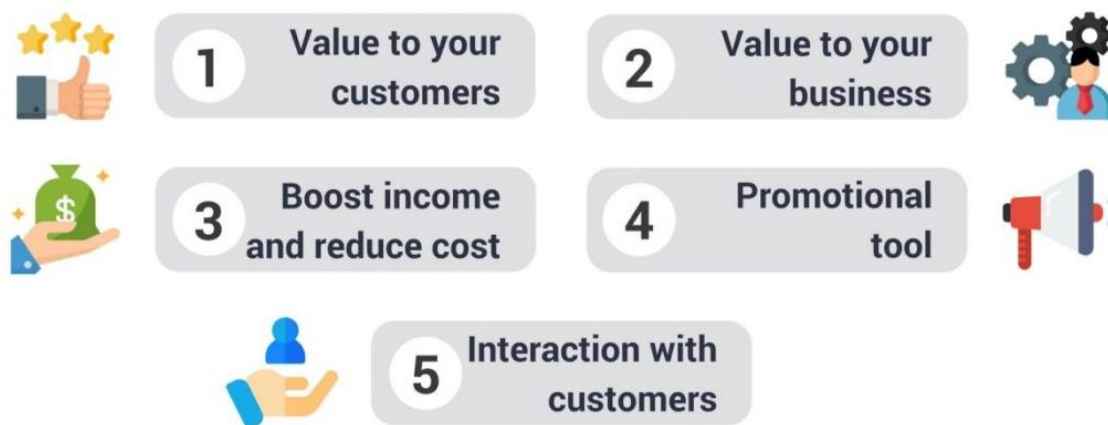 1
Value to your
customers
2
Value to your
business
3
Boost income
and reduce cost
$
4
Promotional
tool
5
Interaction with
customers